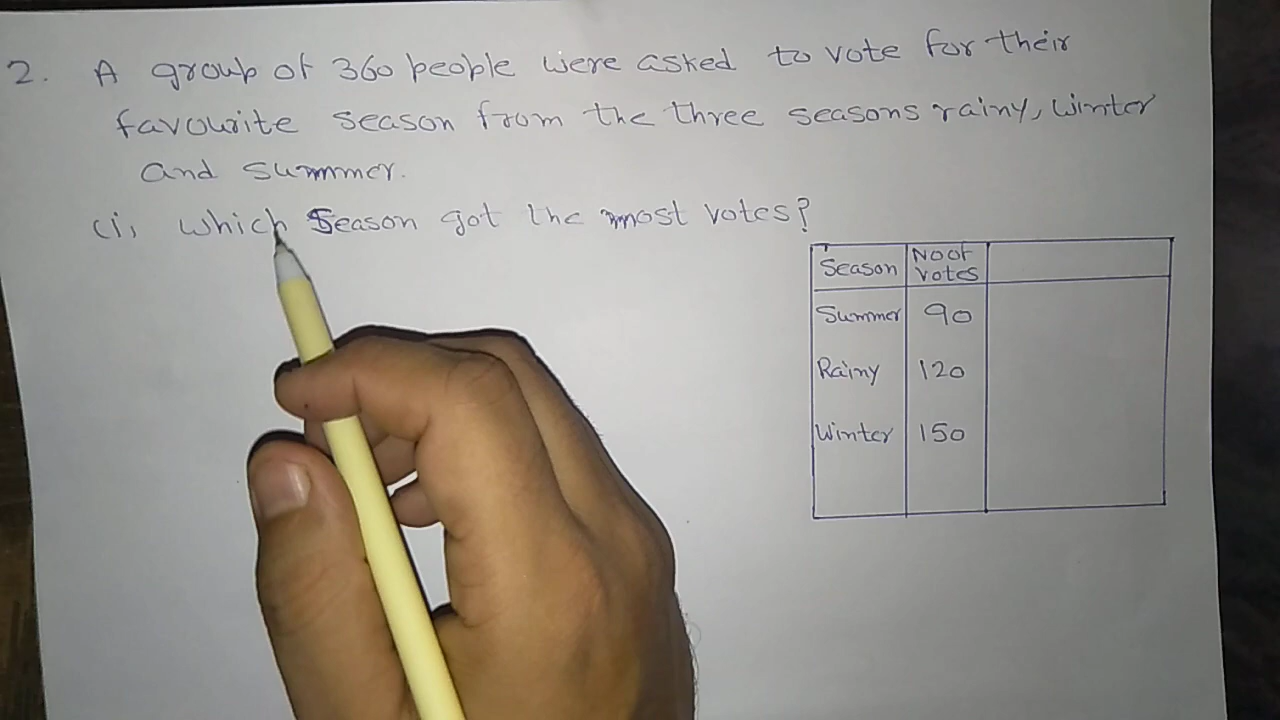 2. A group of 360 people were asked to vote for their
favourite season from the three seasons rainy, winter
and summer.
(i) which Season got the most votes?
Season No of votes
Summer 90
Rainy 120
Winter 150